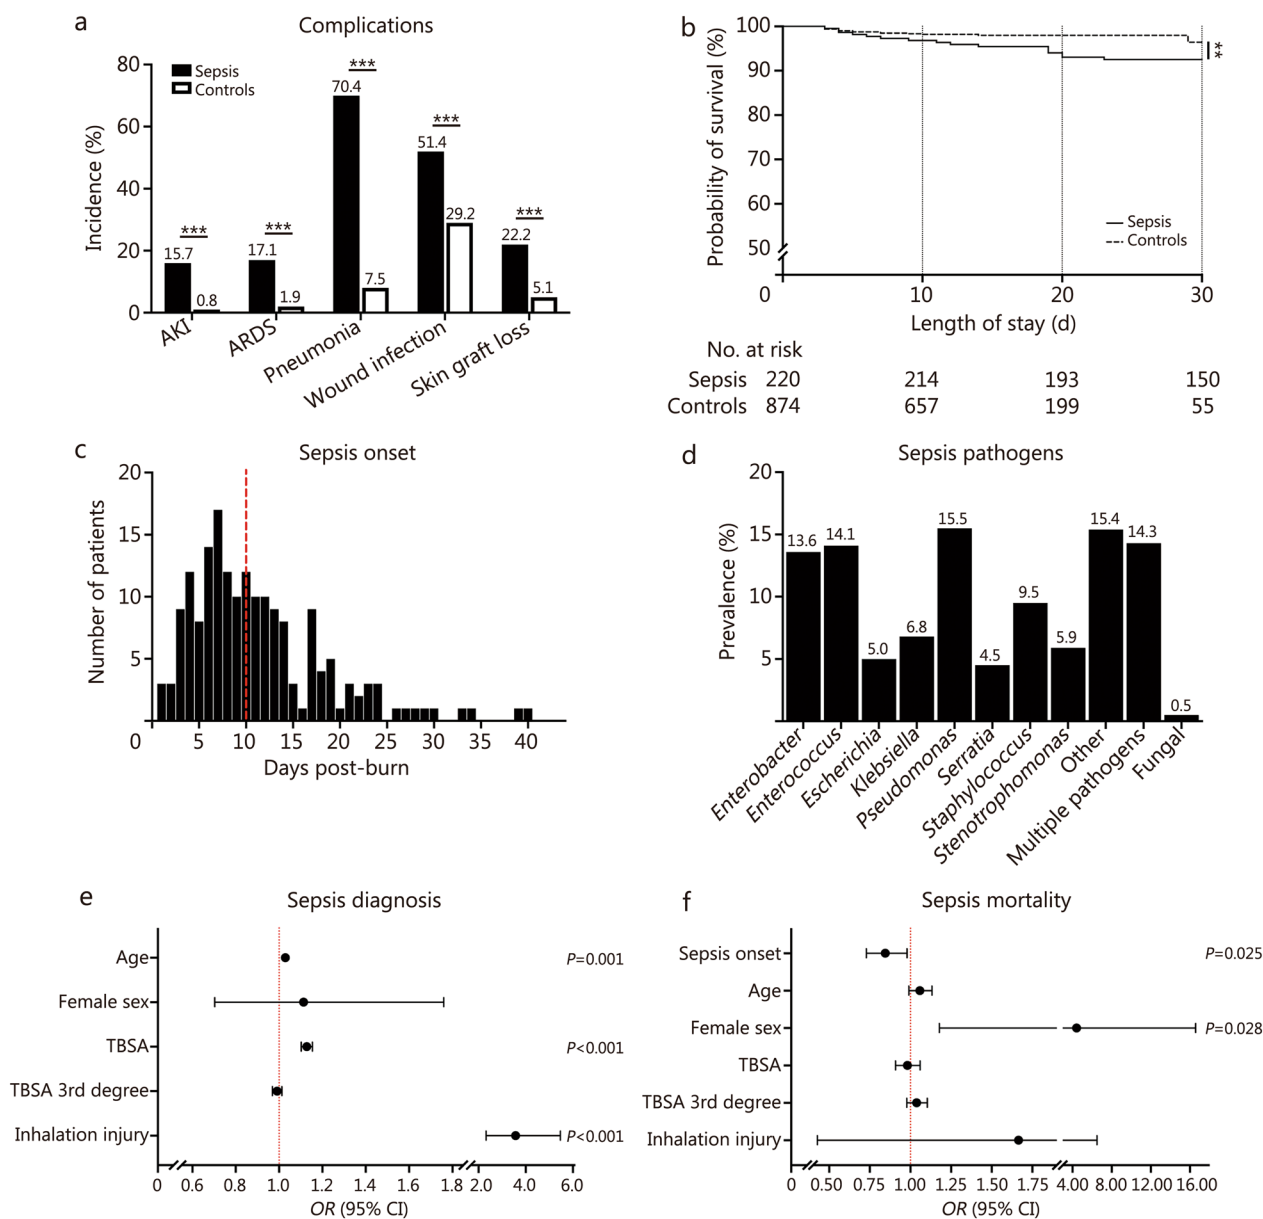 a
Complications
Incidence (%)
80
60
40
20
0
Sepsis
Controls
***
***
***
***
***
15.7
0.8
17.1
1.9
70.4
7.5
51.4
29.2
22.2
5.1
AKI
ARDS
Pneumonia
Wound infection
Skin graft loss
b
Probability of survival (%)
100
90
80
70
60
50
0
10
20
30
**
Sepsis
Controls
Length of stay (d)
No. at risk
Sepsis 220 214 193 150
Controls 874 657 199 55
c
Sepsis onset
Number of patients
20
15
10
5
0 5 10 15 20 25 30 35 40
Days post-burn
d
Sepsis pathogens
Prevalence (%)
20
15
10
5
13.6
14.1
5.0
6.8
15.5
4.5
9.5
5.9
15.4
14.3
0.5
Enterobacter
Enterococcus
Escherichia
Klebsiella
Pseudomonas
Serratia
Staphylococcus
Stenotrophomonas
Other
Multiple pathogens
Fungal
e
Sepsis diagnosis
Age P=0.001
Female sex
TBSA P<0.001
TBSA 3rd degree
Inhalation injury P<0.001
0 0.6 0.8 1.0 1.2 1.4 1.6 1.8 2.0 4.0 6.0
OR (95% CI)
f
Sepsis mortality
Sepsis onset P=0.025
Age
Female sex P=0.028
TBSA
TBSA 3rd degree
Inhalation injury
0 0.50 0.75 1.00 1.25 1.50 1.75 4.00 8.00 12.00 16.00
OR (95% CI)